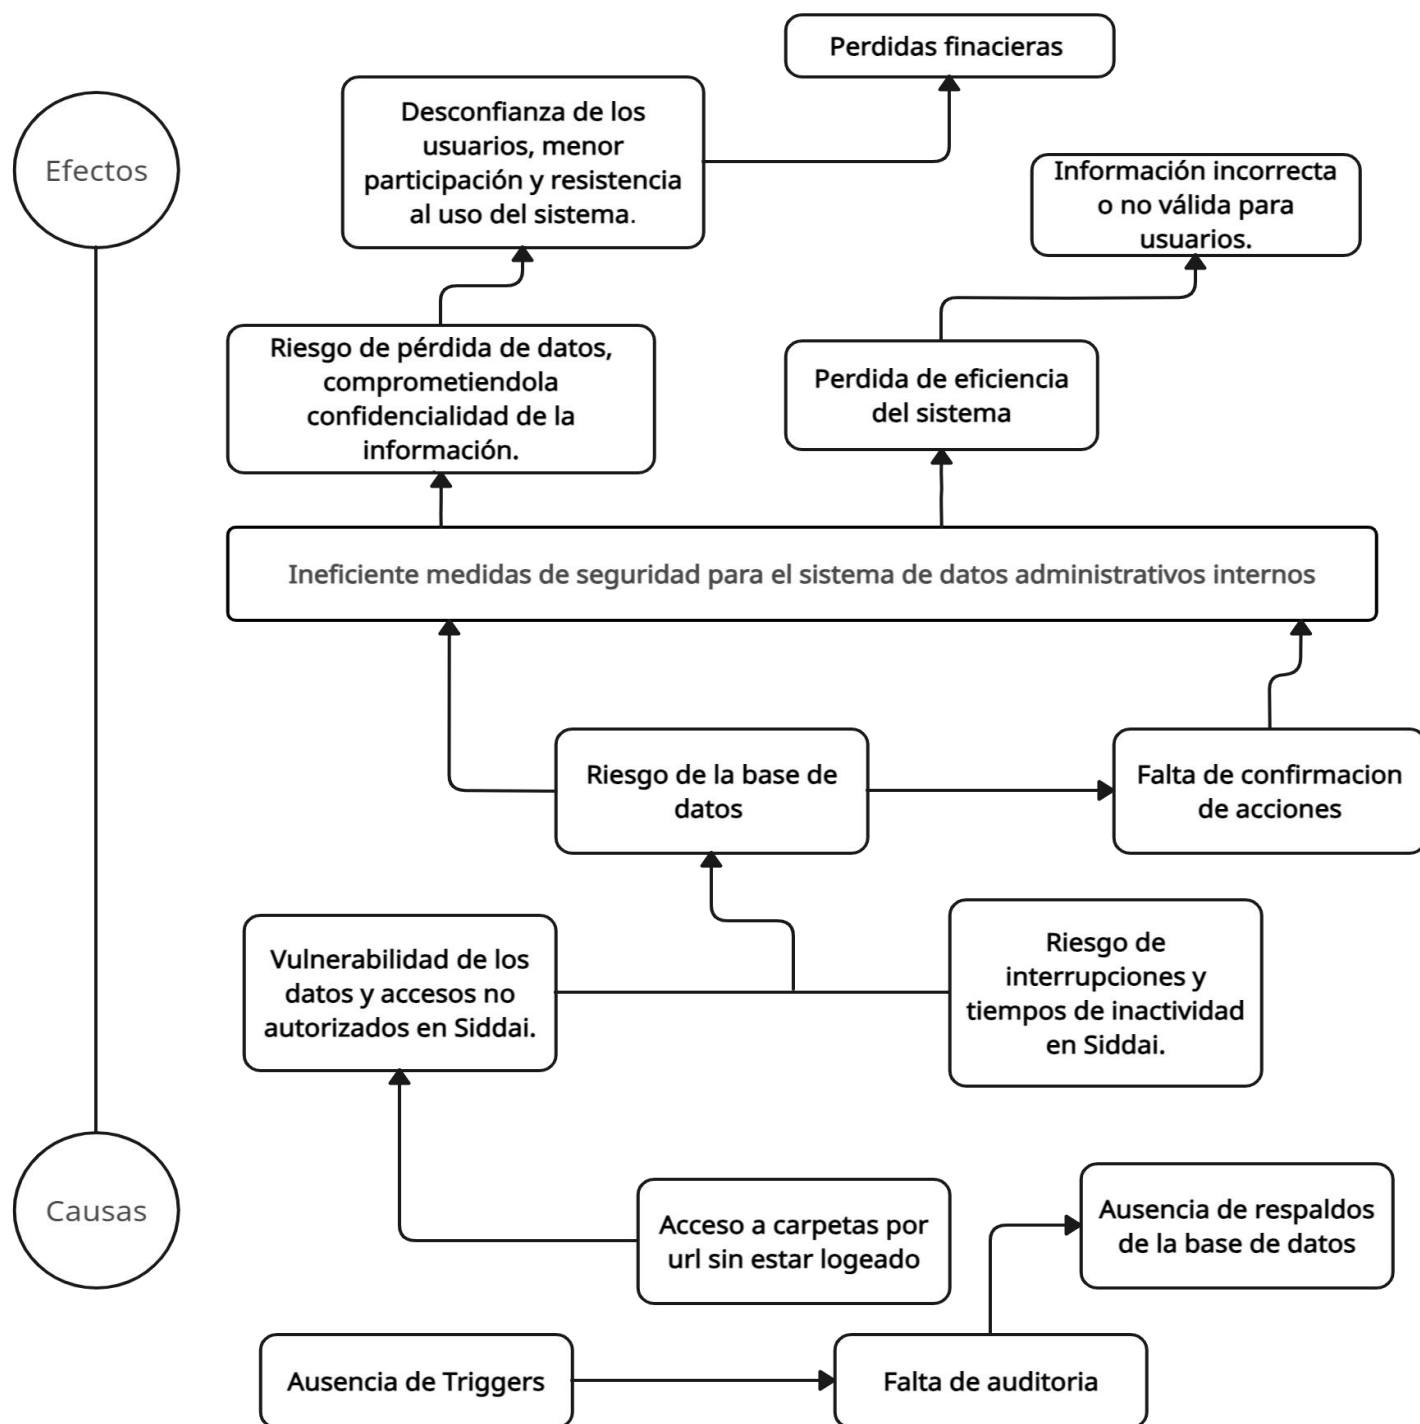 Perdidas finacieras
Desconfianza de los
usuarios, menor
participación y resistencia
al uso del sistema.
Efectos
Información incorrecta
o no válida para
usuarios.
Riesgo de pérdida de datos,
comprometiendola
confidencialidad de la
información.
Perdida de eficiencia
del sistema
Ineficiente medidas de seguridad para el sistema de datos administrativos internos
Riesgo de la base de
datos
Falta de confirmacion
de acciones
Vulnerabilidad de los
datos y accesos no
autorizados en Siddai.
Riesgo de
interrupciones y
tiempos de inactividad
en Siddai.
Causas
Acceso a carpetas por
url sin estar logeado
Ausencia de respaldos
de la base de datos
Ausencia de Triggers
Falta de auditoria